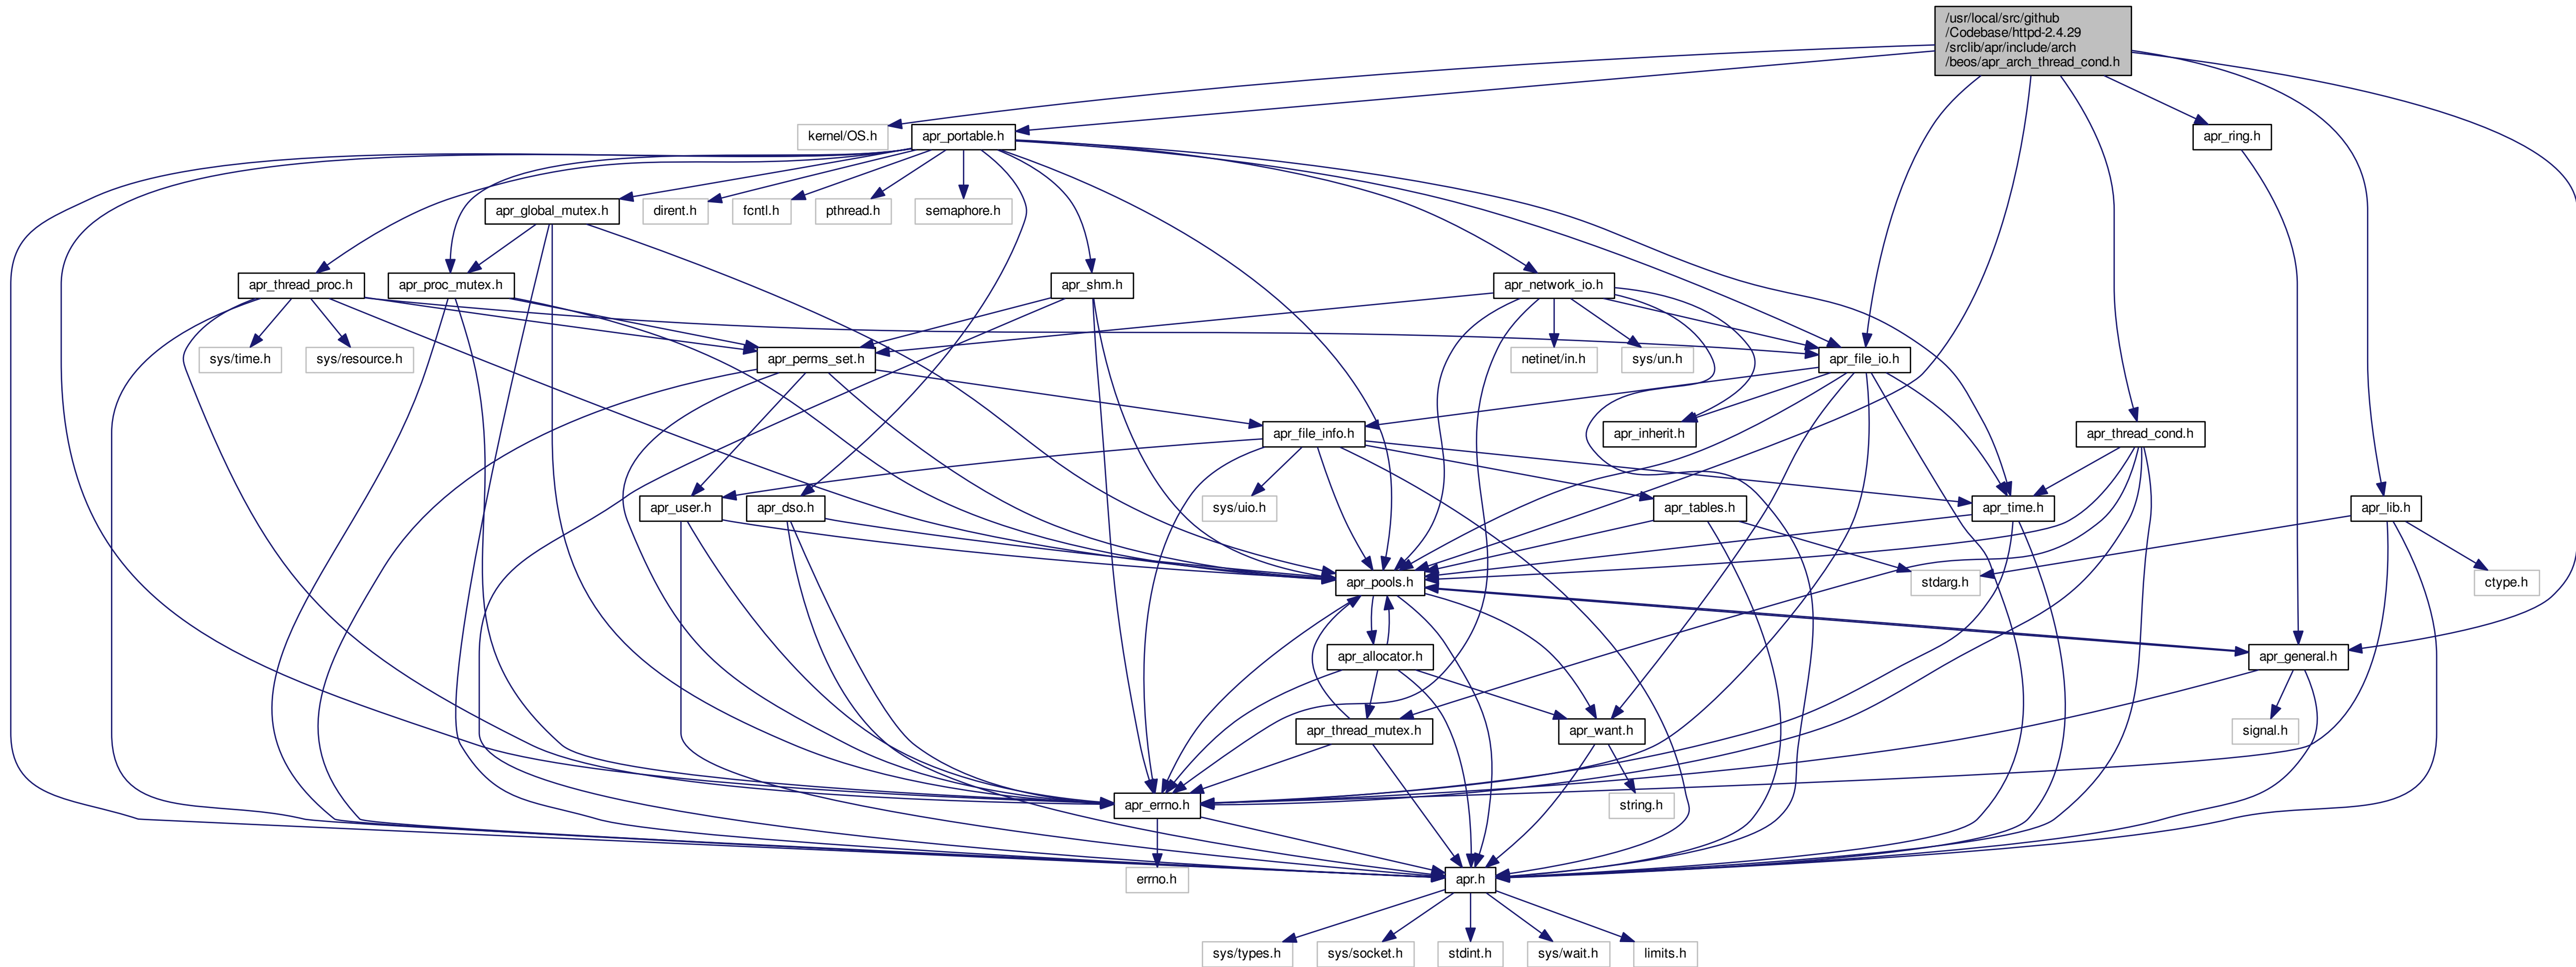 /usr/local/src/github
/Codebase/httpd-2.4.29
/srclib/apr/include/arch
/beos/apr_arch_thread_cond.h
kernel/OS.h
apr_portable.h
apr_ring.h
apr_global_mutex.h
dirent.h
fcntl.h
pthread.h
semaphore.h
apr_thread_proc.h
apr_proc_mutex.h
apr_shm.h
apr_network_io.h
sys/time.h
sys/resource.h
apr_perms_set.h
netinet/in.h
sys/un.h
apr_file_io.h
apr_file_info.h
apr_inherit.h
apr_thread_cond.h
apr_user.h
apr_dso.h
sys/uio.h
apr_tables.h
apr_time.h
apr_lib.h
apr_pools.h
stdarg.h
ctype.h
apr_allocator.h
apr_general.h
apr_thread_mutex.h
apr_want.h
signal.h
apr_errno.h
string.h
errno.h
apr.h
sys/types.h
sys/socket.h
stdint.h
sys/wait.h
limits.h